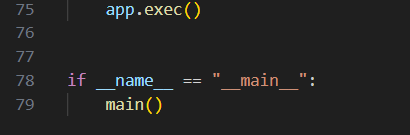 75 app.exec()
76
77
78 if __name__ == "__main__":
79 main()